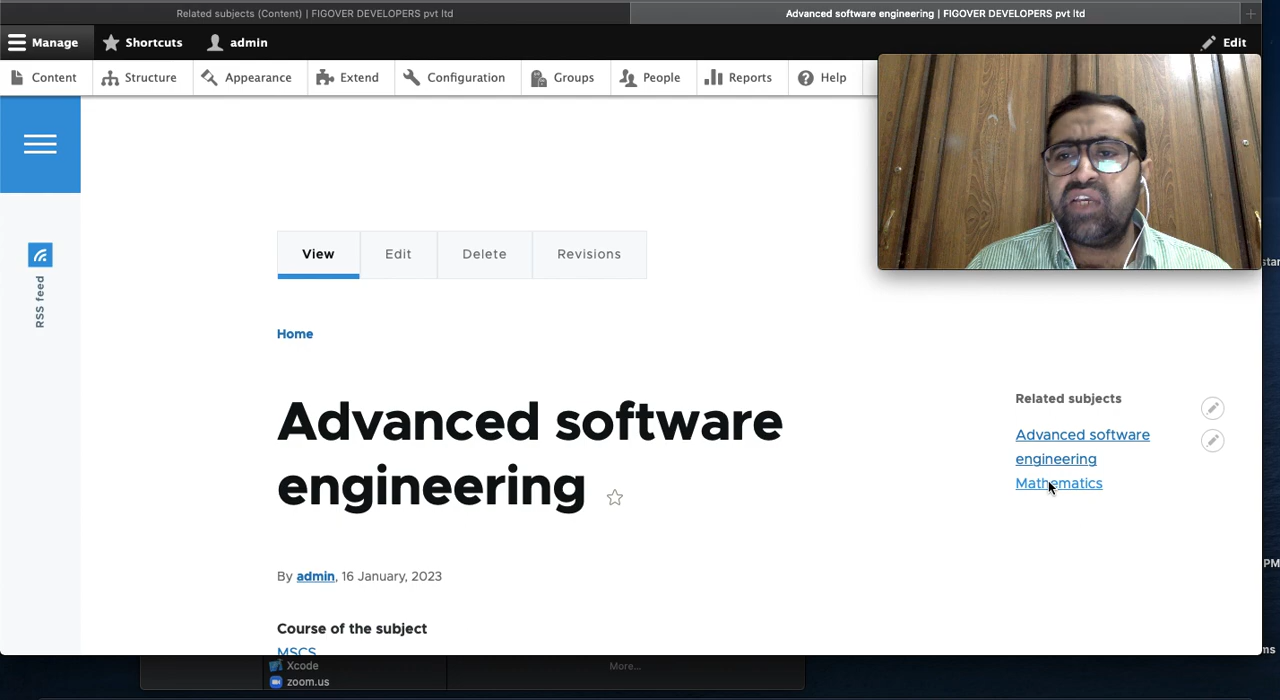 Related subjects (Content) | FIGOVER DEVELOPERS pvt ltd
Advanced software engineering | FIGOVER DEVELOPERS pvt ltd
Manage
Shortcuts
admin
Edit
Content
Structure
Appearance
Extend
Configuration
Groups
People
Reports
Help
RSS feed
View
Edit
Delete
Revisions
Home
Advanced software
engineering
By admin, 16 January, 2023
Course of the subject
MSCS
Related subjects
Advanced software
engineering
Mathematics
Xcode
zoom.us
More...
PM